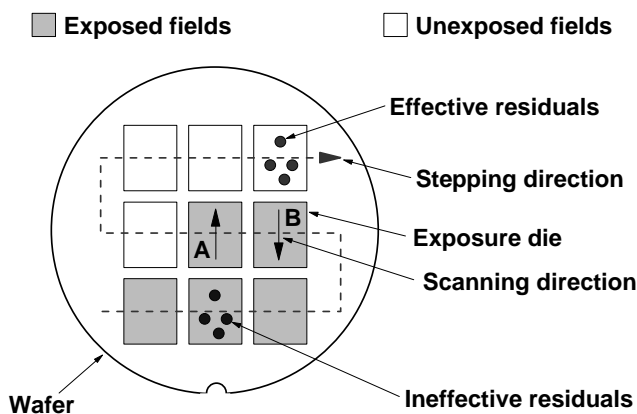 Exposed fields
Unexposed fields
Effective residuals
Stepping direction
B
A
Exposure die
Scanning direction
Wafer
Ineffective residuals